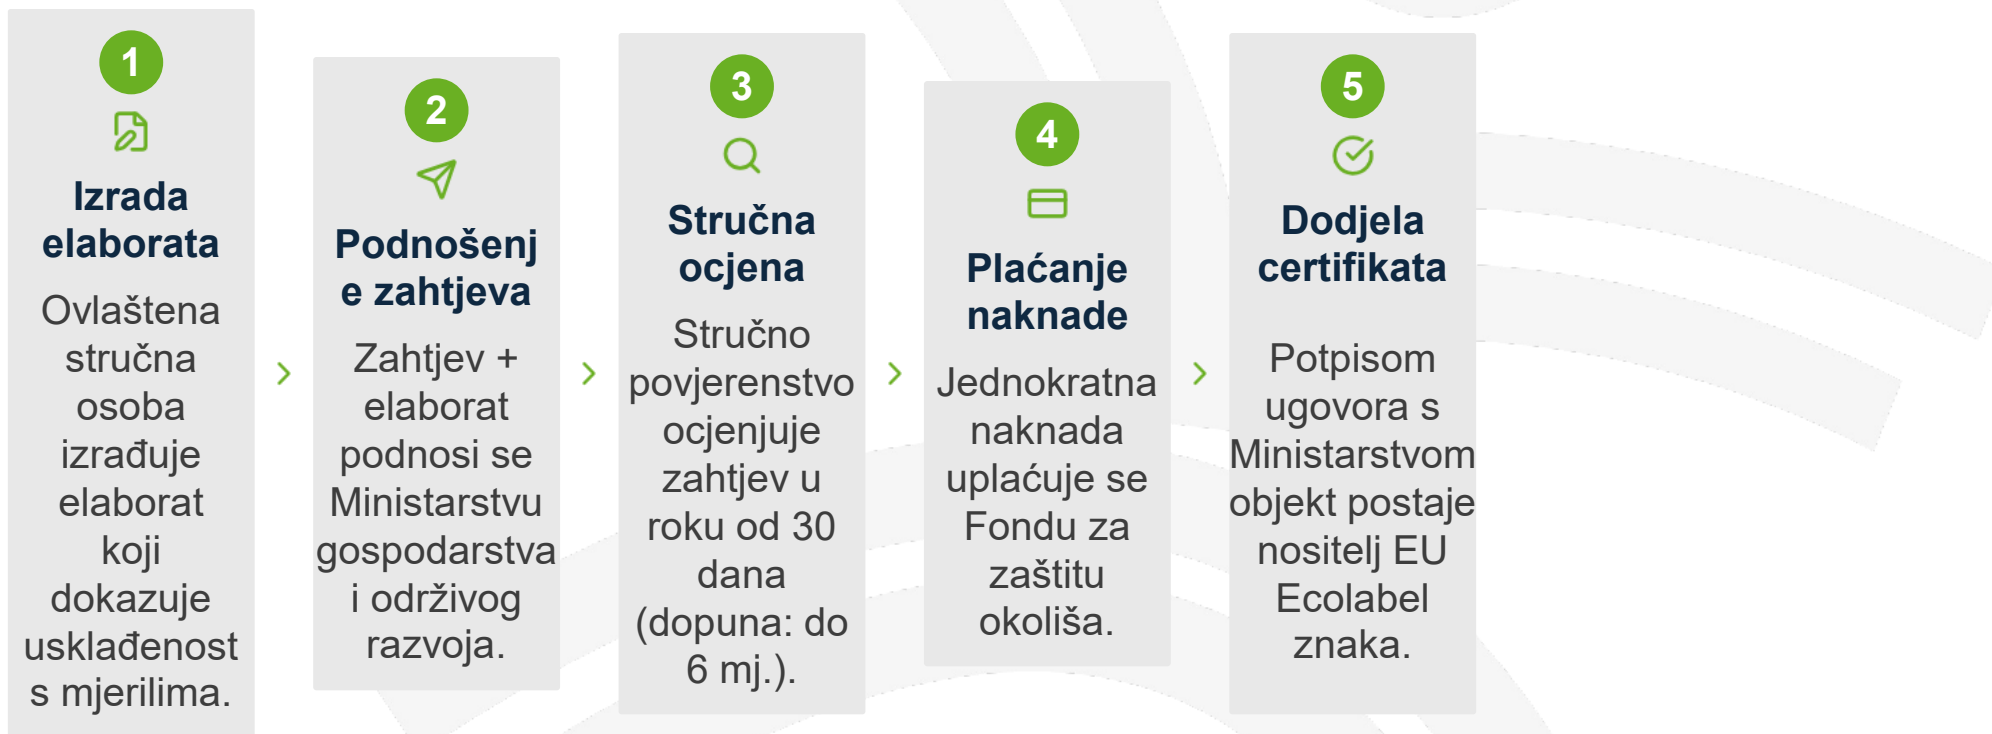 1
Izrada
elaborata
Ovlaštena
stručna
osoba
izrađuje
elaborat
koji
dokazuje
usklađenost
s mjerilima.
2
Podnošenj
e zahtjeva
Zahtjev +
elaborat
podnosi se
Ministarstvu
gospodarstva
i održivog
razvoja.
3
Stručna
ocjena
Stručno
povjerenstvo
ocjenjuje
zahtjev u
roku od 30
dana
(dopuna: do
6 mj.).
4
Plaćanje
naknade
Jednokratna
naknada
uplaćuje se
Fondu za
zaštitu
okoliša.
5
Dodjela
certifikata
Potpisom
ugovora s
Ministarstvom
objekt postaje
nositelj EU
Ecolabel
znaka.